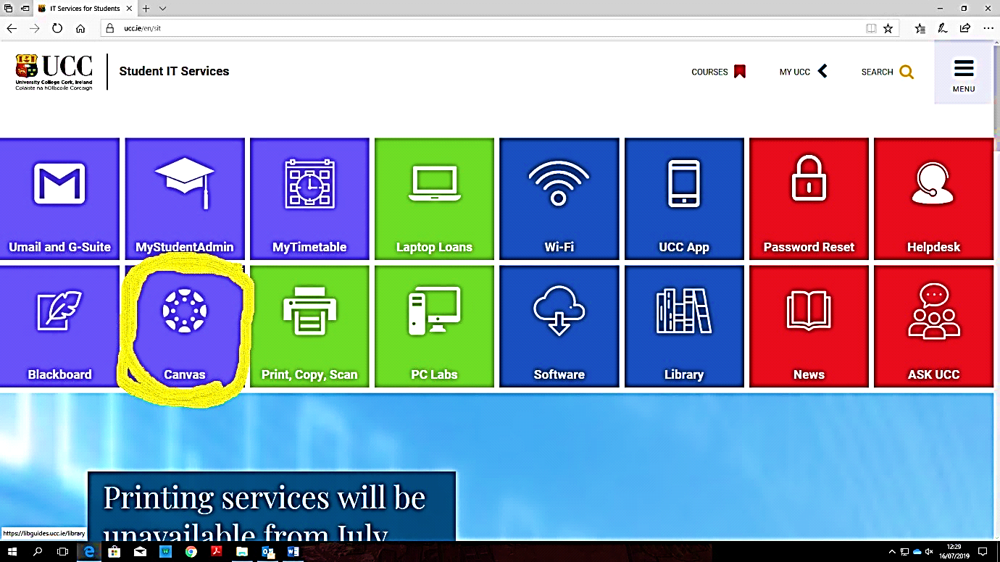 IT Services for Students
ucc.ie/en/sit
UCC
University College Cork, Ireland
Coláiste na hOllscoile Corcaigh
Student IT Services
COURSES
MY UCC
SEARCH
MENU
Umail and G-Suite
MyStudentAdmin
MyTimetable
Laptop Loans
Wi-Fi
UCC App
Password Reset
Helpdesk
Blackboard
Canvas
Print, Copy, Scan
PC Labs
Software
Library
News
ASK UCC
Printing services will be
unavailable from July
https://libguides.ucc.ie/library
12:29
16/07/2019